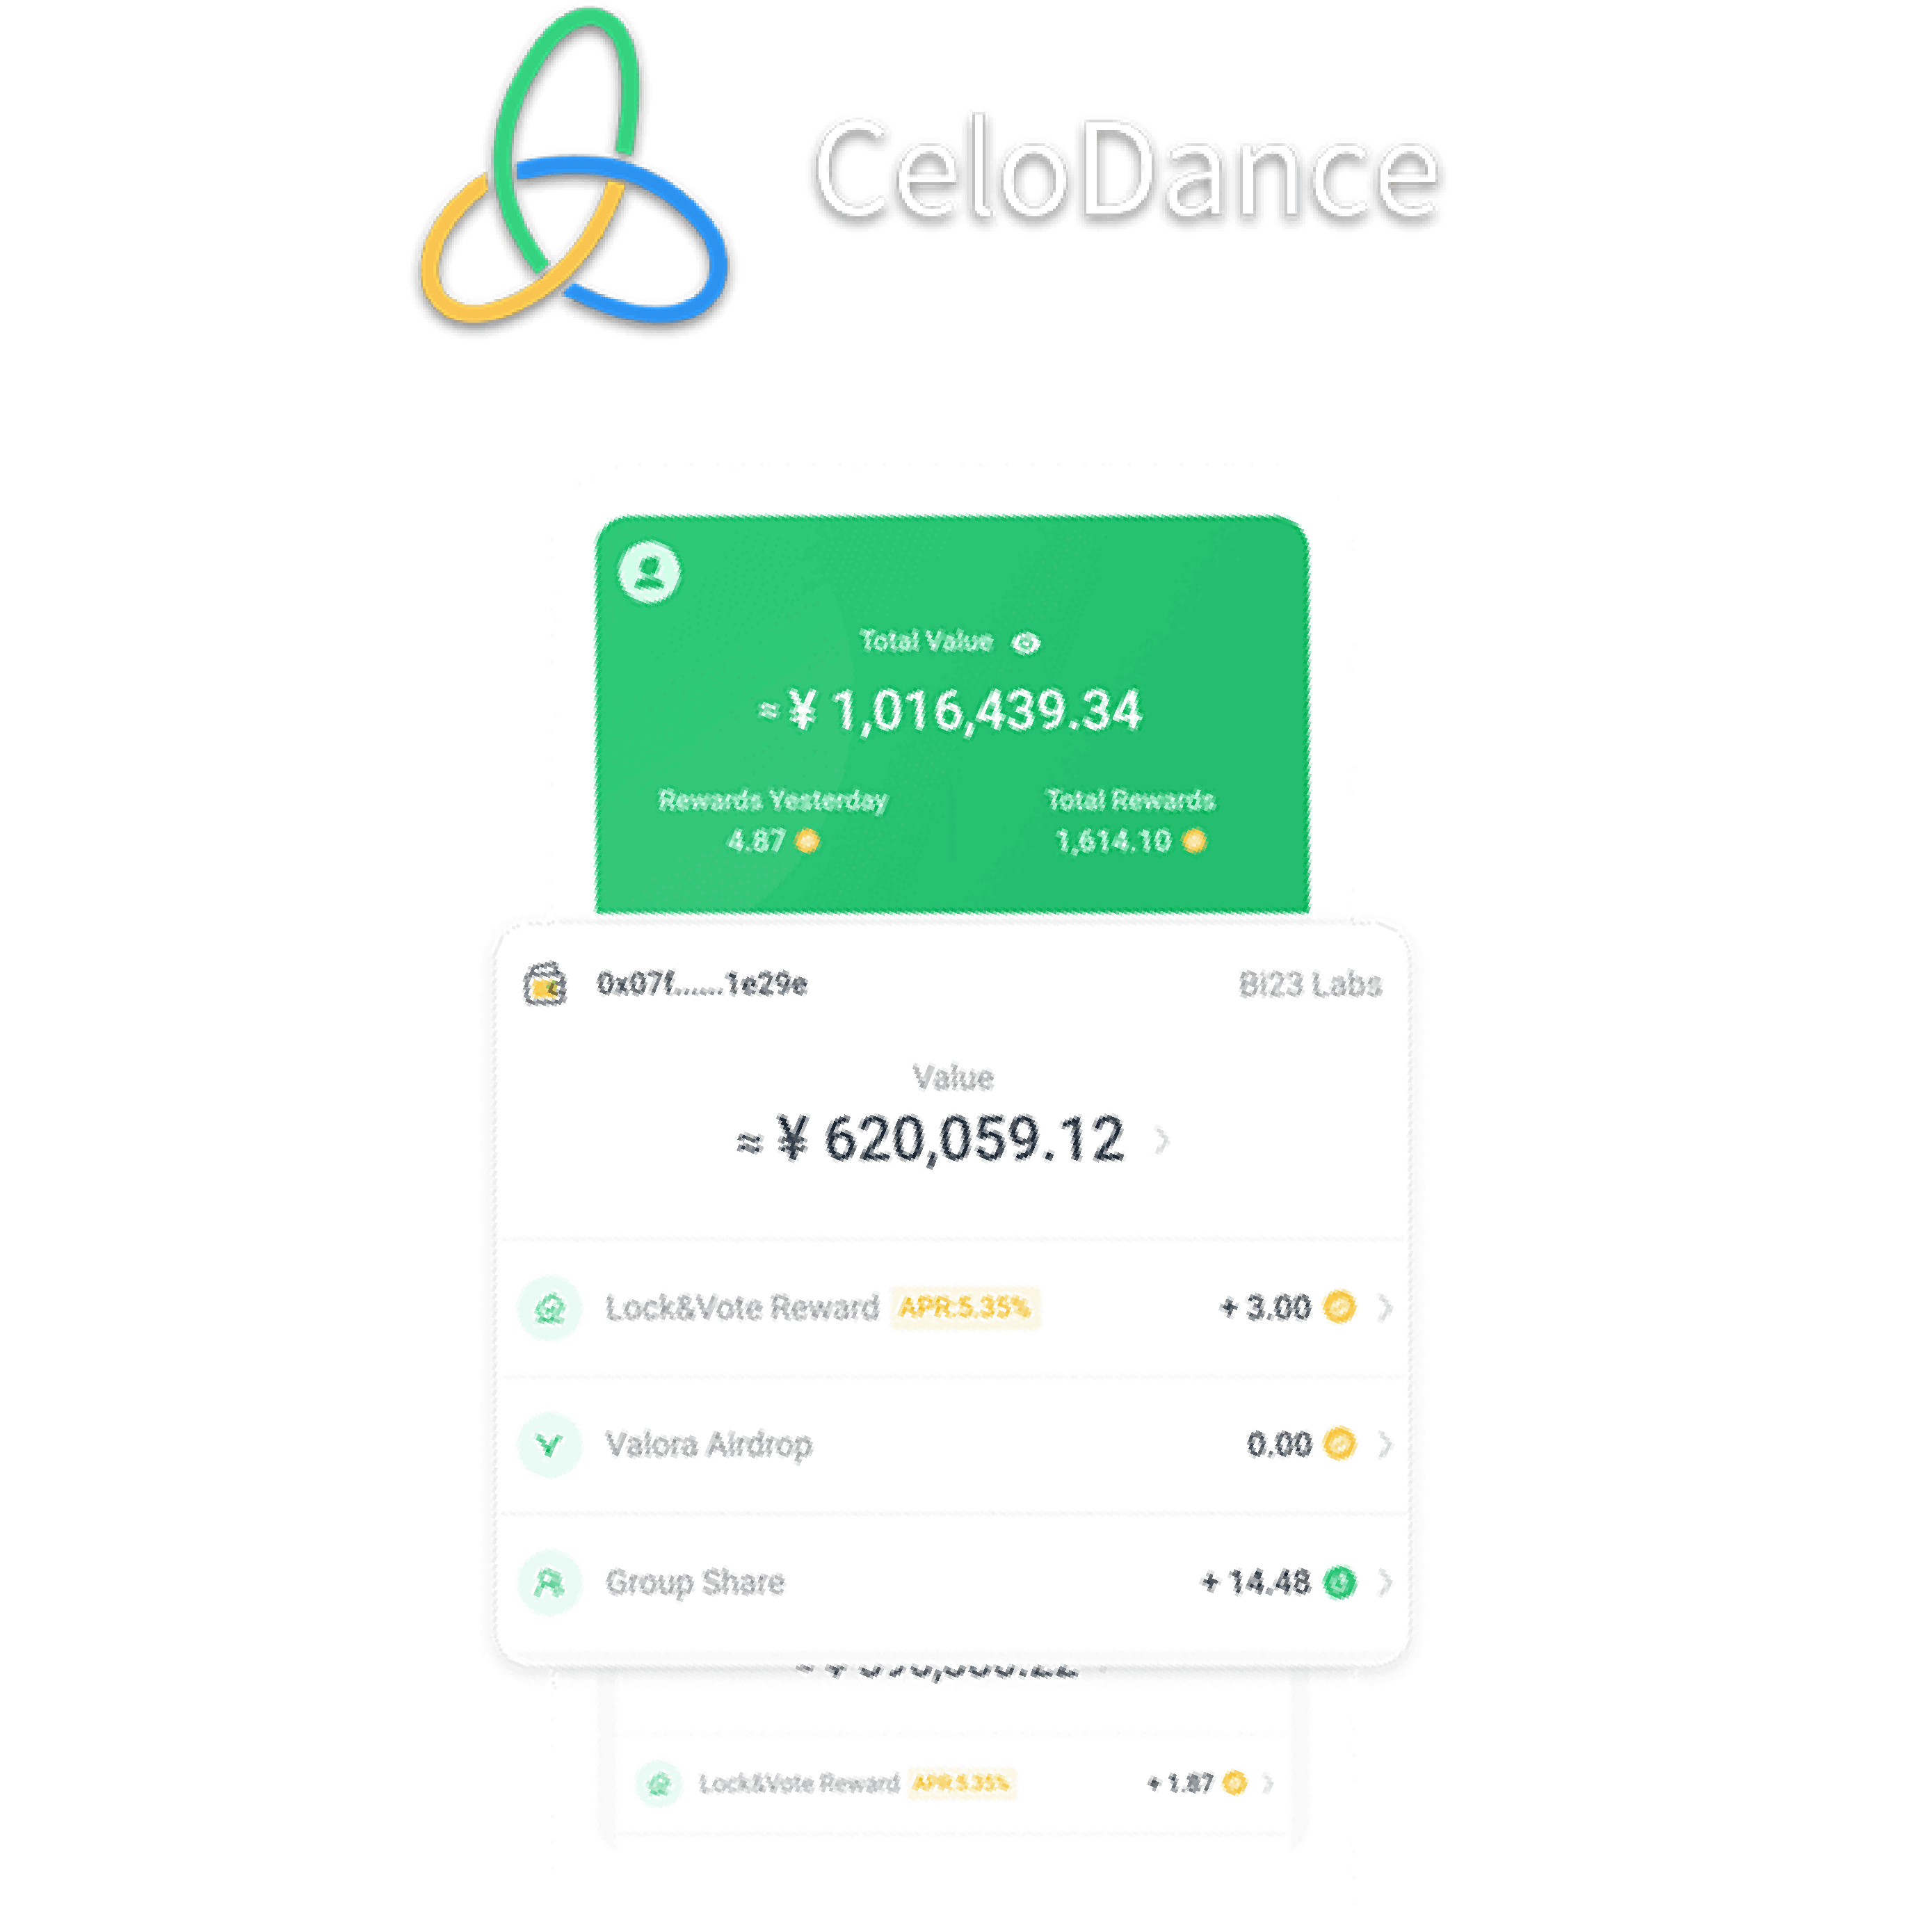 CeloDance
Total Value
≈ ¥ 1,016,439.34
Rewards Yesterday
Total Rewards
4.87
1,614.10
0x07f......1e29e
Bi23 Labs
Value
≈ ¥ 620,059.12
Lock&Vote Reward APR:5.35% + 3.00
Valora Airdrop 0.00
Group Share + 14.48
Lock&Vote Reward APR:5.35% + 1.87